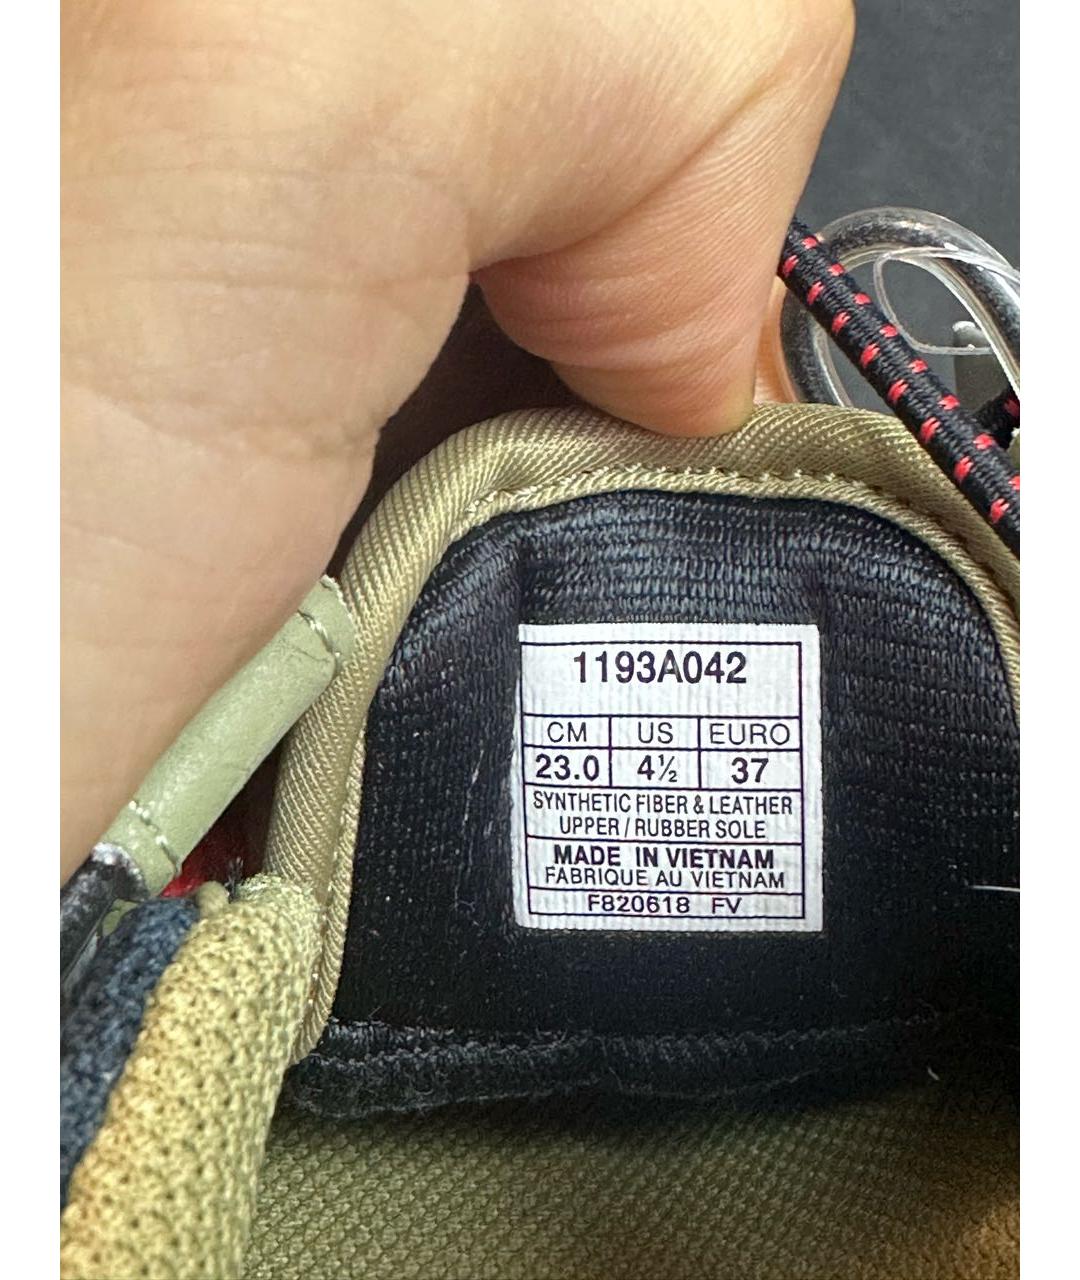 1193A042
CM US EURO
23.0 4½ 37
SYNTHETIC FIBER & LEATHER
UPPER / RUBBER SOLE
MADE IN VIETNAM
FABRIQUE AU VIETNAM
F820618 FV